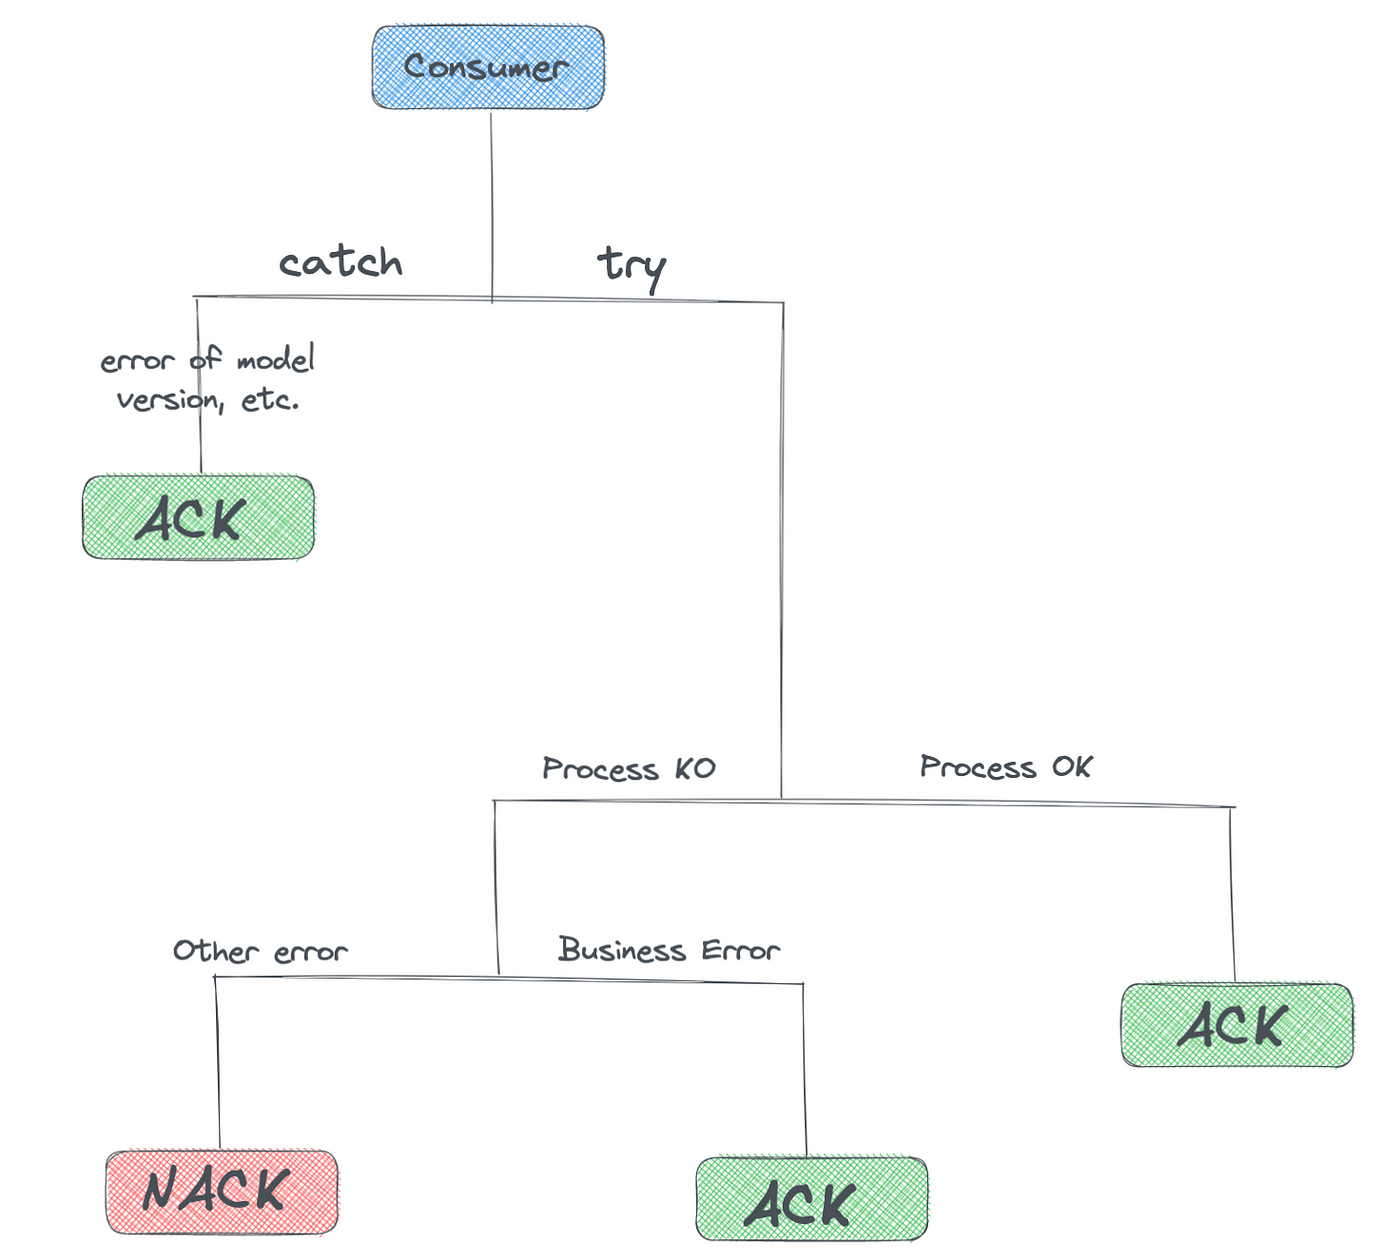 Consumer
catch
try
error of model
version, etc.
ACK
Process KO
Process OK
Other error
Business Error
ACK
NACK
ACK